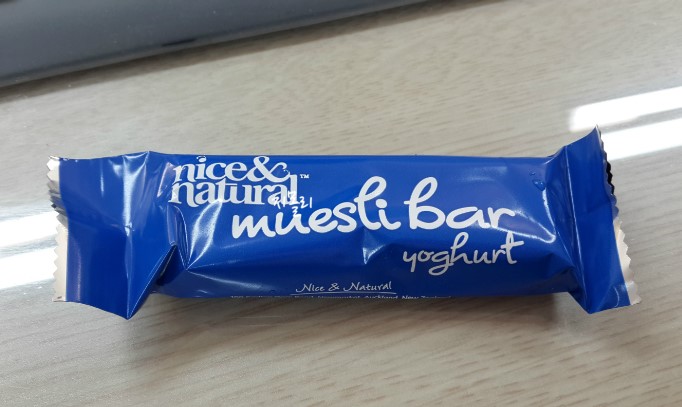 nice&
natural™
muesli bar
yoghurt
Nice & Natural